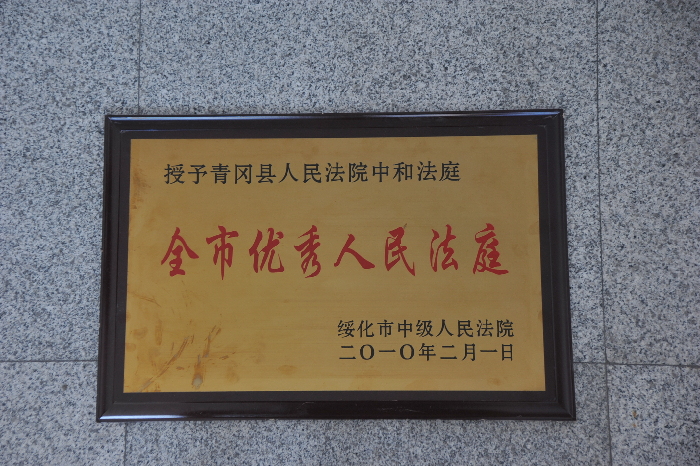 授予青冈县人民法院中和法庭
全市优秀人民法庭
绥化市中级人民法院
二〇一〇年二月一日